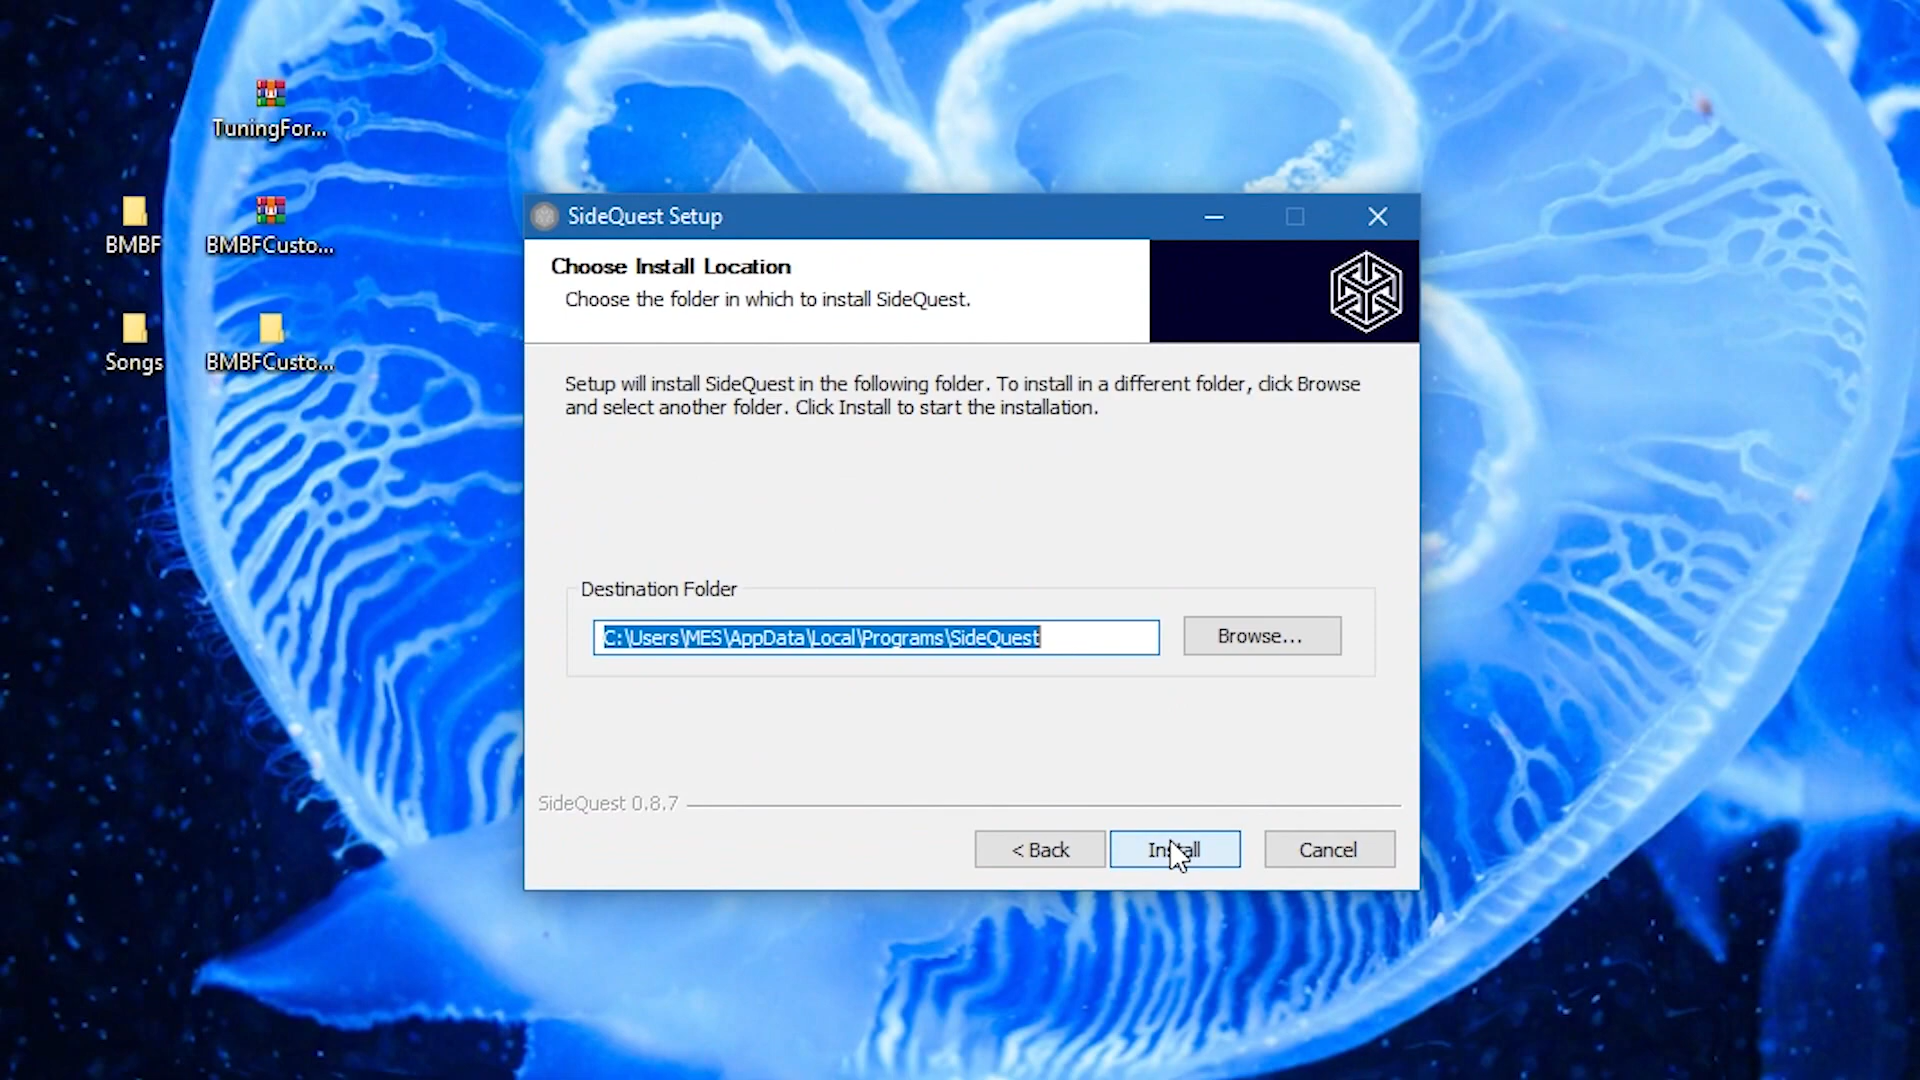 TuningFor...
BMBF
BMBFCusto...
Songs
BMBFCusto...
SideQuest Setup
Choose Install Location
Choose the folder in which to install SideQuest.
Setup will install SideQuest in the following folder. To install in a different folder, click Browse
and select another folder. Click Install to start the installation.
Destination Folder
C:\Users\MES\AppData\Local\Programs\SideQuest
Browse...
SideQuest 0.8.7
< Back
Install
Cancel